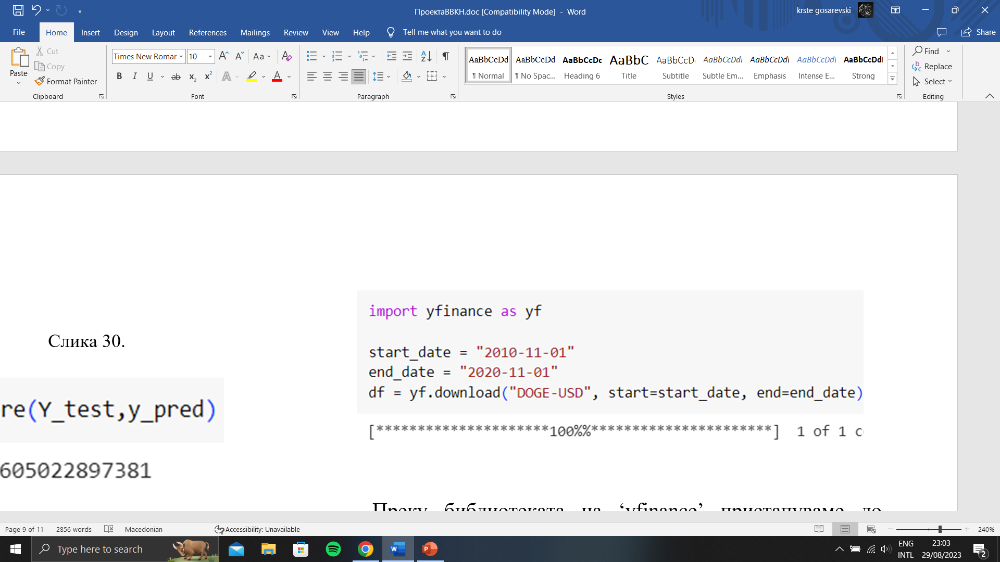 ПроектаВВКН.doc [Compatibility Mode] - Word
krste gosarevski
File Home Insert Design Layout References Mailings Review View Help Tell me what you want to do
Share
Paste
Cut
Copy
Format Painter
Clipboard
Times New Romar 10
Font
Paragraph
AaBbCcDd AaBbCcDd AaBbCcDc AaBbC AaBbCcDc AaBbCcDdl AaBbCcDdl AaBbCcDdl AaBbCcDdl
¶ Normal ¶ No Spac... Heading 6 Title Subtitle Subtle Em... Emphasis Intense E... Strong
Styles
Find
Replace
Select
Editing
Слика 30.
re(Y_test,y_pred)
605022897381
import yfinance as yf
start_date = "2010-11-01"
end_date = "2020-11-01"
df = yf.download("DOGE-USD", start=start_date, end=end_date)
[*********************100%%**********************] 1 of 1 c
Преку библиотеката на ‘yfinance’ пристапуваме до
Page 9 of 11 2856 words Macedonian Accessibility: Unavailable 240%
Type here to search
ENG
INTL
23:03
29/08/2023
2